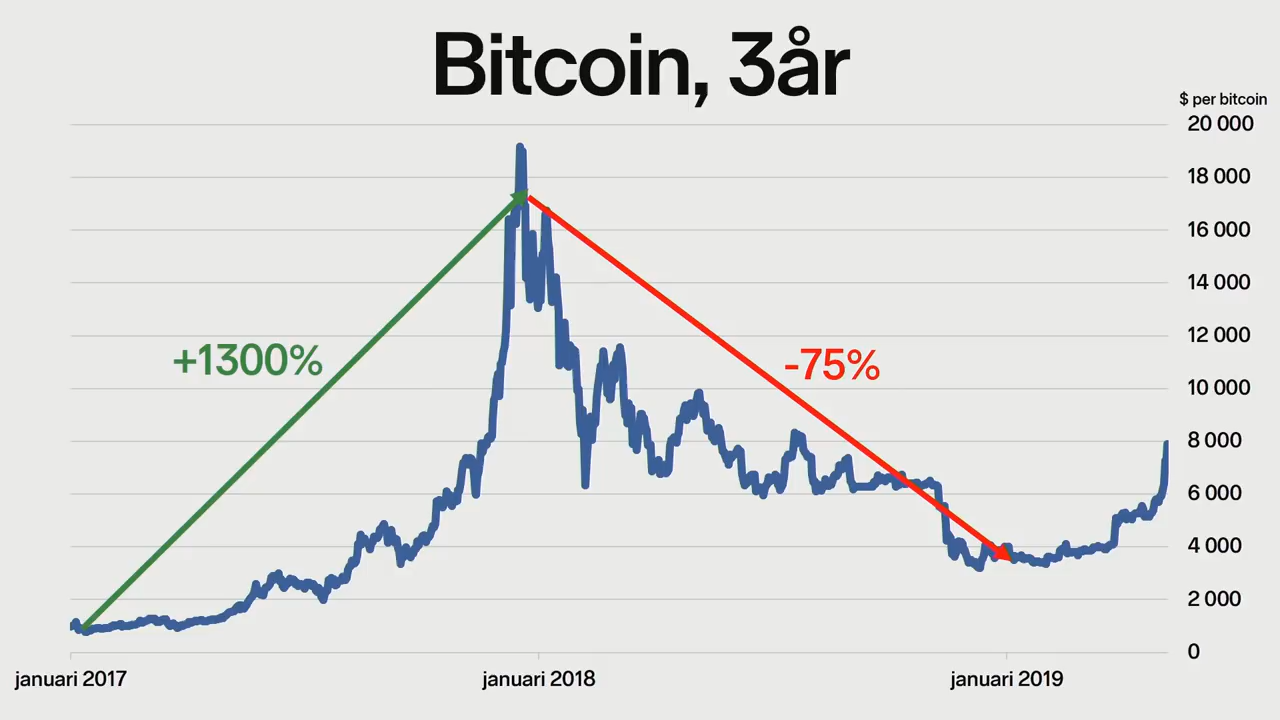 Bitcoin, 3år
$ per bitcoin
20 000
18 000
16 000
14 000
12 000
+1300%
-75%
10 000
8 000
6 000
4 000
2 000
0
januari 2017
januari 2018
januari 2019